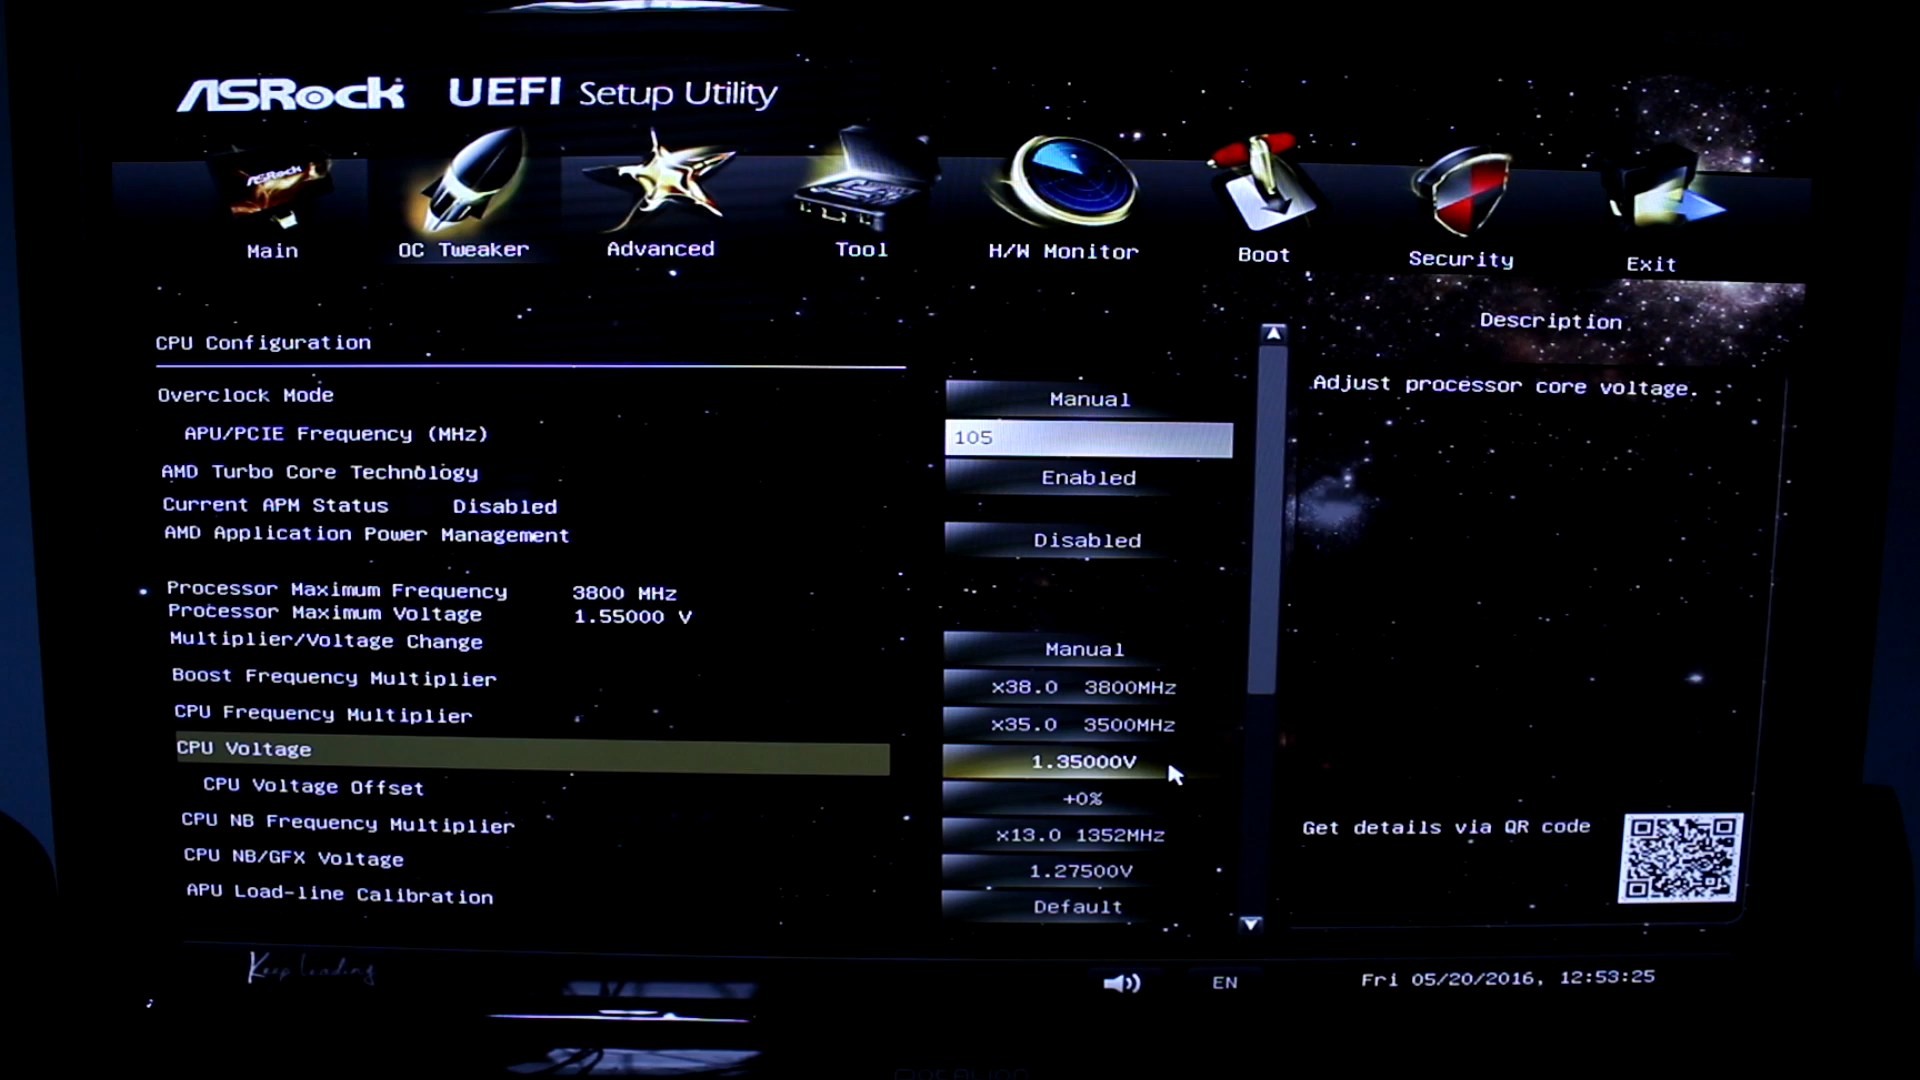 ASRock UEFI Setup Utility
ASRock
Main OC Tweaker Advanced Tool H/W Monitor Boot Security Exit
Description
CPU Configuration
Adjust processor core voltage.
Overclock Mode Manual
APU/PCIE Frequency (MHz) 105
AMD Turbo Core Technology Enabled
Current APM Status Disabled
AMD Application Power Management Disabled
Processor Maximum Frequency 3800 MHz
Processor Maximum Voltage 1.55000 V
Multiplier/Voltage Change Manual
Boost Frequency Multiplier x38.0 3800MHz
CPU Frequency Multiplier x35.0 3500MHz
CPU Voltage 1.35000V
CPU Voltage Offset +0%
CPU NB Frequency Multiplier x13.0 1352MHz
CPU NB/GFX Voltage 1.27500V
APU Load-line Calibration Default
Get details via QR code
Keep leading
EN
Fri 05/20/2016, 12:53:25